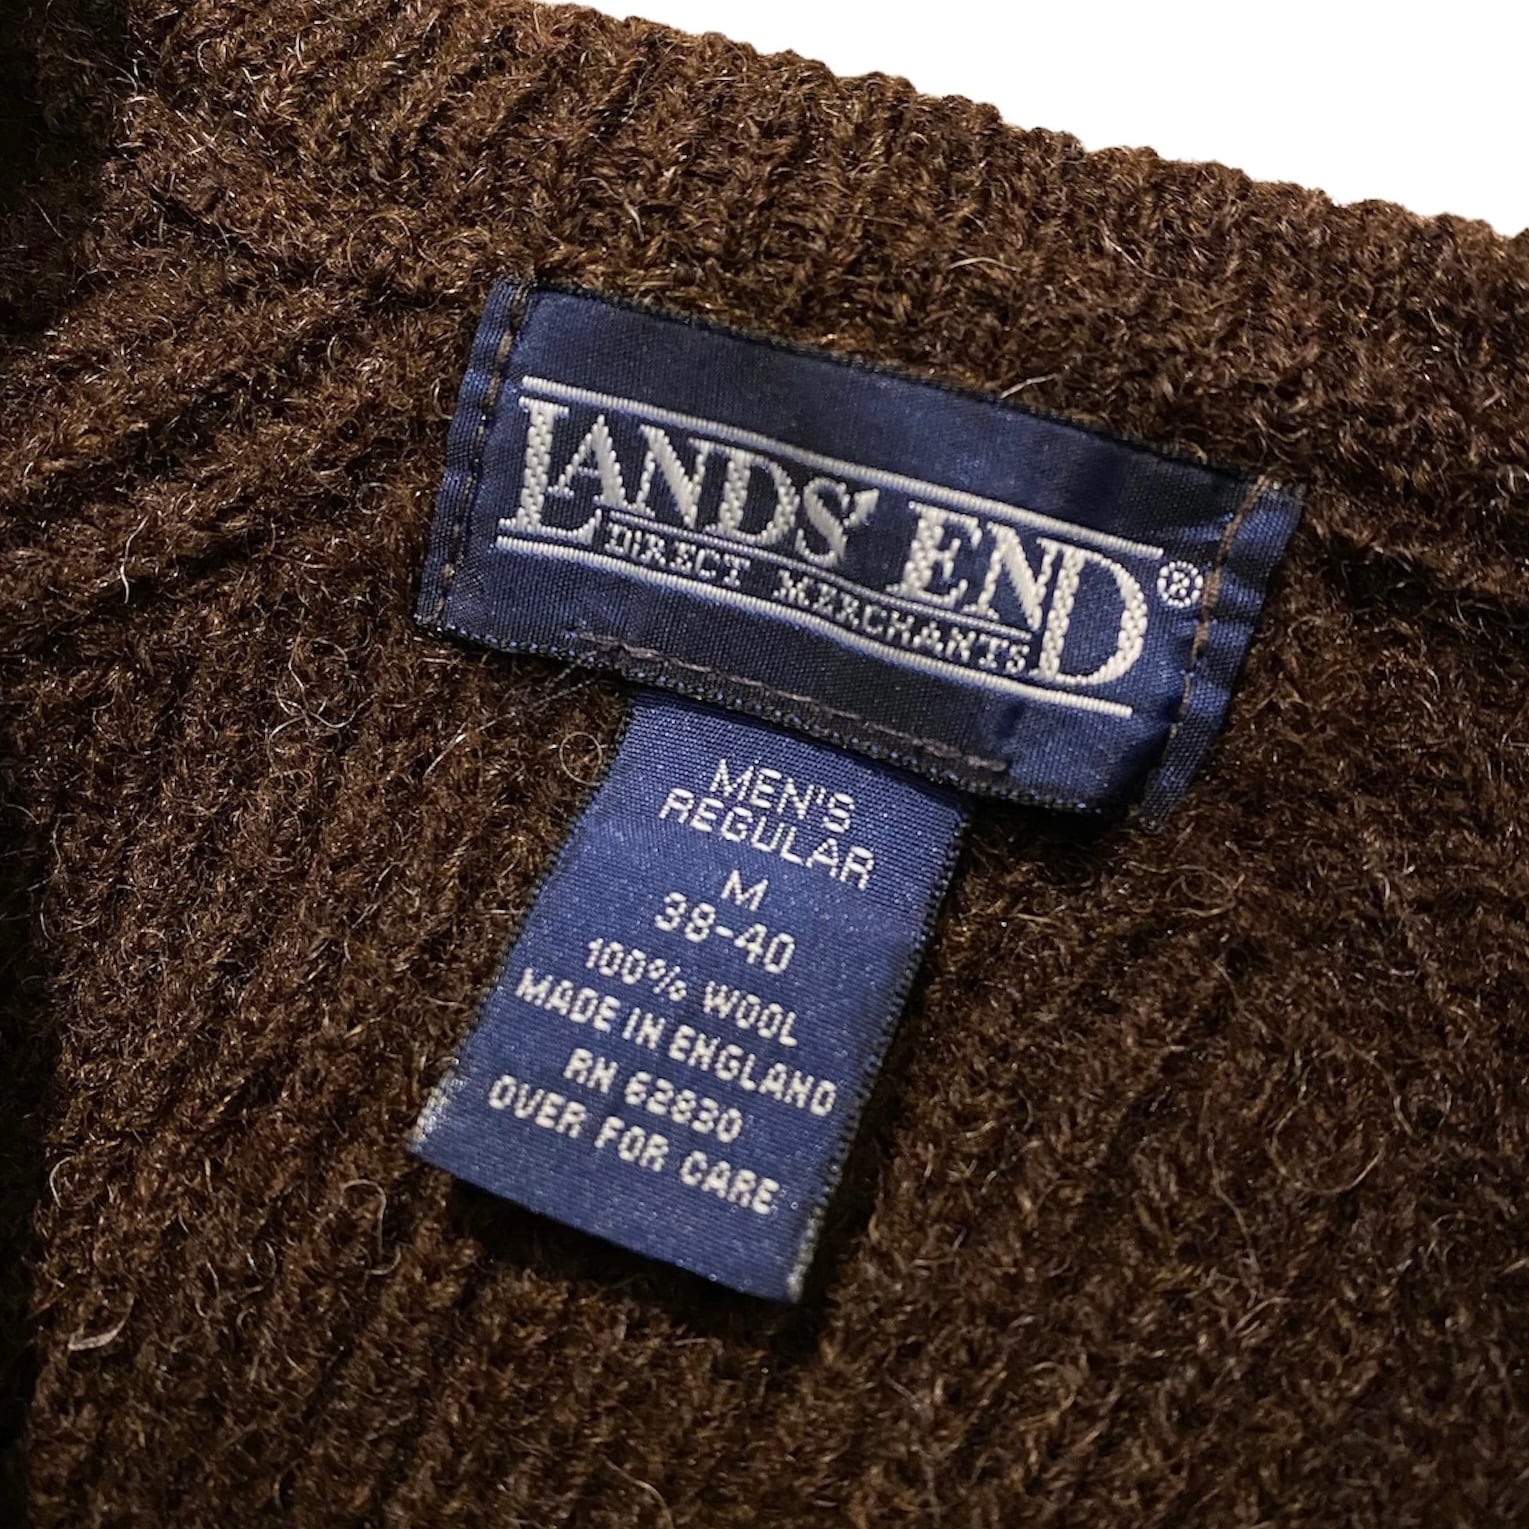 LANDS' END®
DIRECT MERCHANTS
MEN'S
REGULAR
M
38-40
100% WOOL
MADE IN ENGLAND
RN 62830
OVER FOR CARE